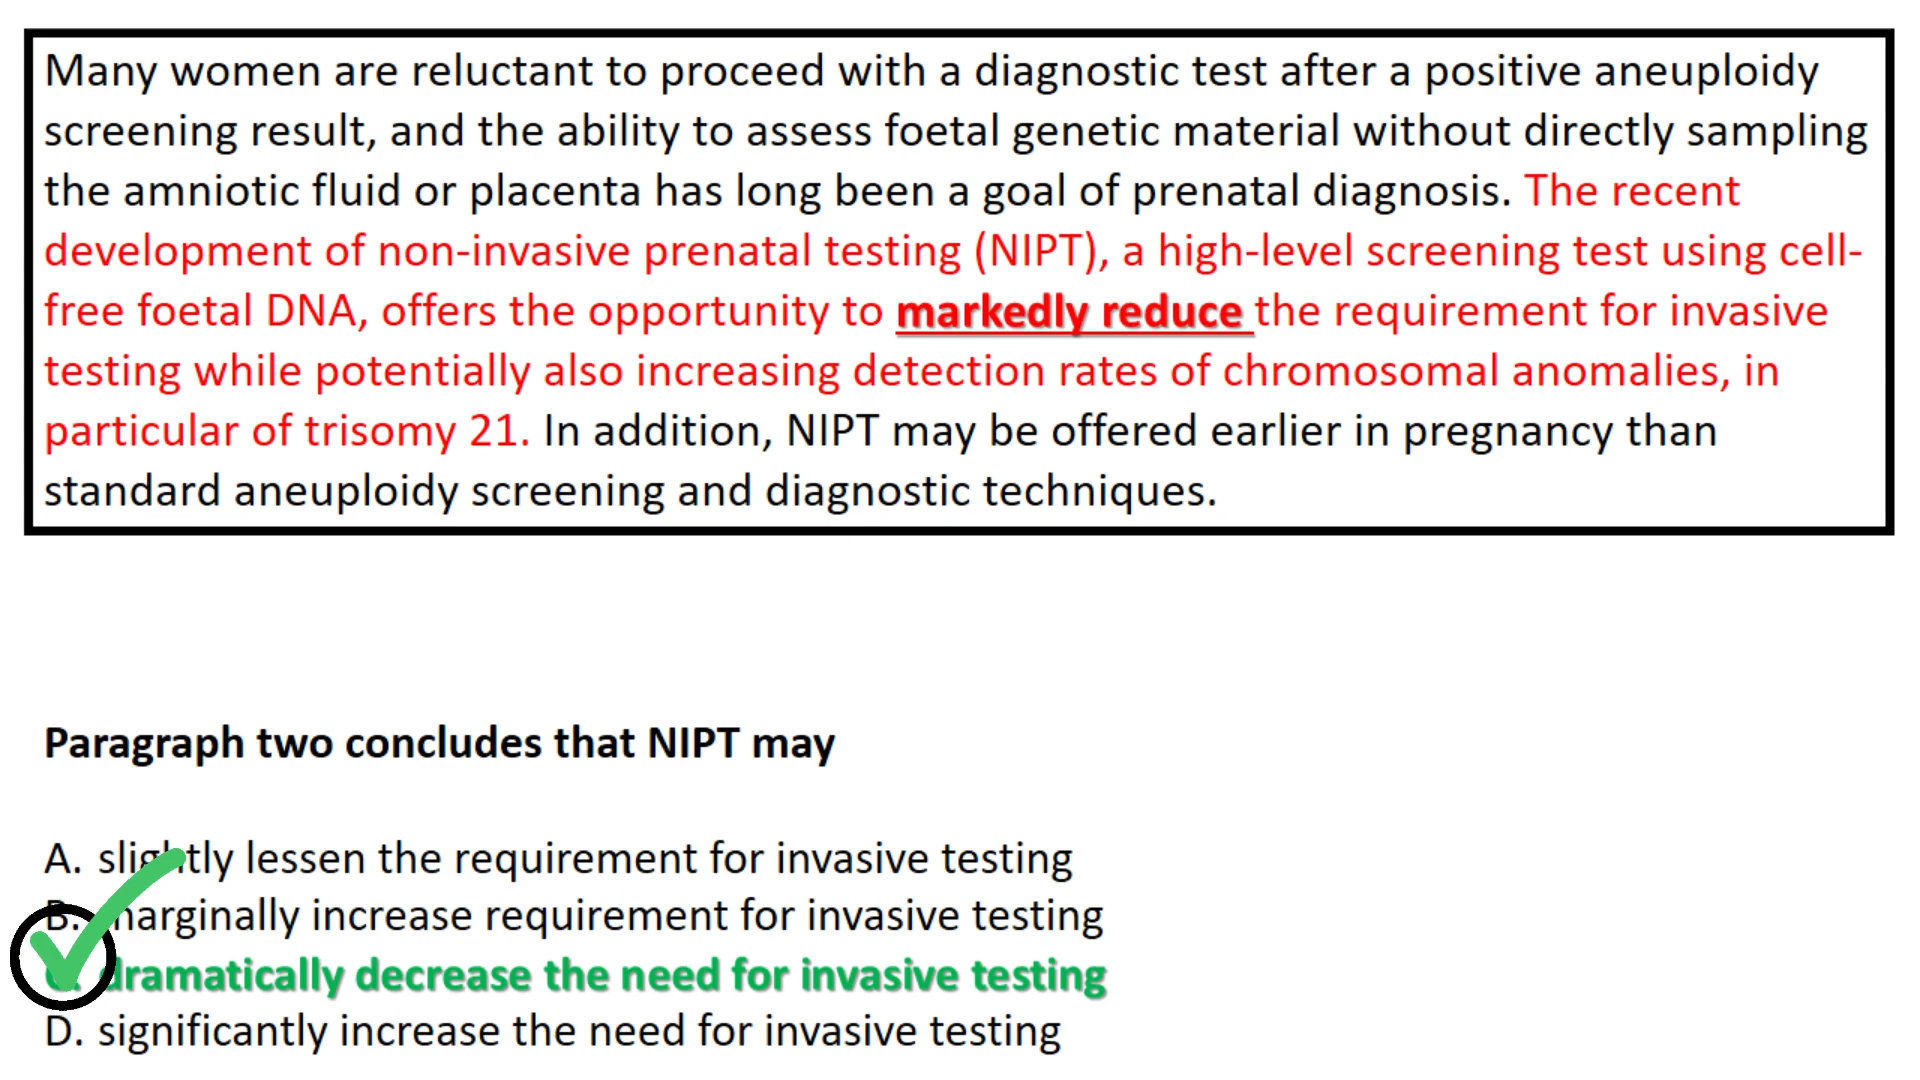 Many women are reluctant to proceed with a diagnostic test after a positive aneuploidy
screening result, and the ability to assess foetal genetic material without directly sampling
the amniotic fluid or placenta has long been a goal of prenatal diagnosis. The recent
development of non-invasive prenatal testing (NIPT), a high-level screening test using cell-
free foetal DNA, offers the opportunity to markedly reduce the requirement for invasive
testing while potentially also increasing detection rates of chromosomal anomalies, in
particular of trisomy 21. In addition, NIPT may be offered earlier in pregnancy than
standard aneuploidy screening and diagnostic techniques.
Paragraph two concludes that NIPT may
A. slightly lessen the requirement for invasive testing
B. marginally increase requirement for invasive testing
C. dramatically decrease the need for invasive testing
D. significantly increase the need for invasive testing